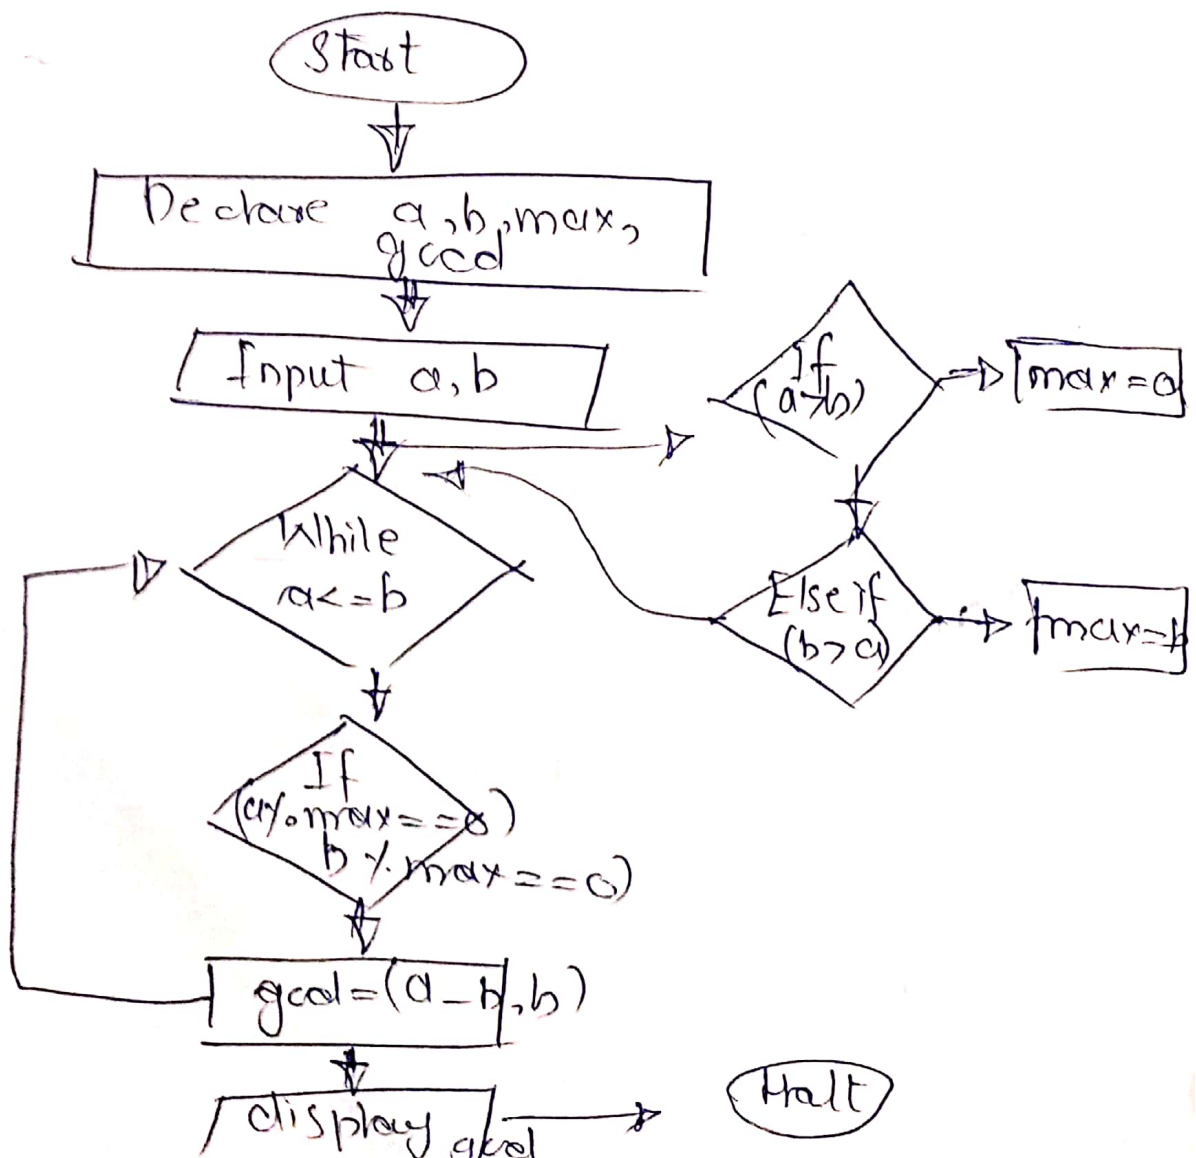 Start
Declare a, b, max,
gccd
Input a, b
If
(a>b)
max=a
While
a<=b
Else if
(b>a)
max=b
If
(a%max==0)
b%max==0)
gcd=(a-b,b)
display gcd
Halt